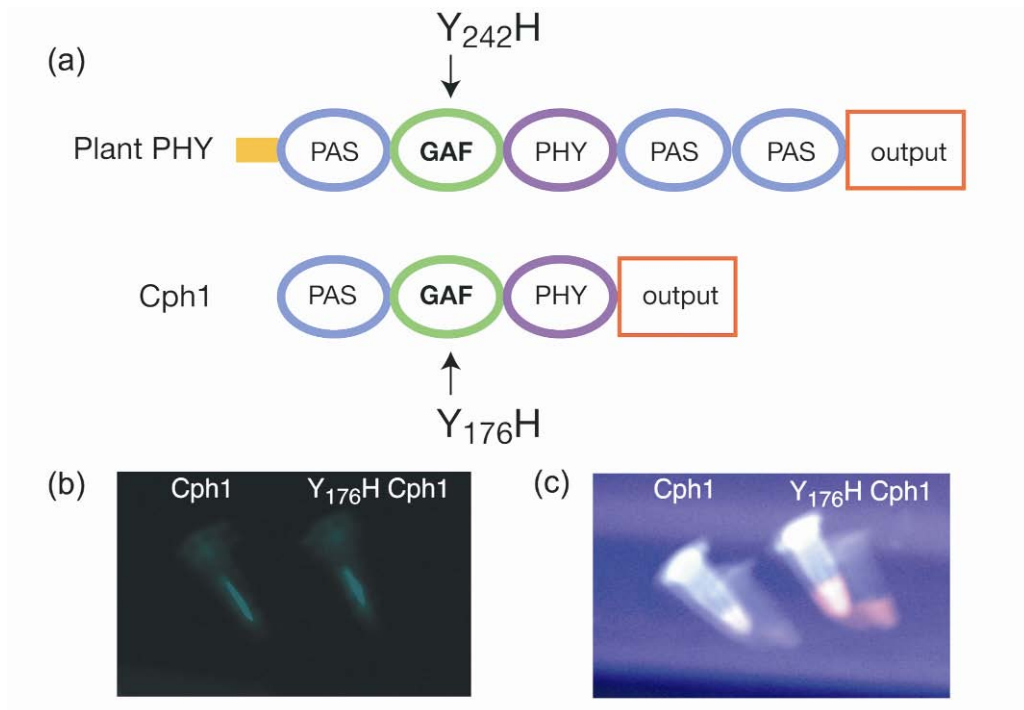 (a)
Y242H
Plant PHY PAS GAF PHY PAS PAS output
Cph1 PAS GAF PHY output
Y176H
(b) Cph1 Y176H Cph1
(c) Cph1 Y176H Cph1